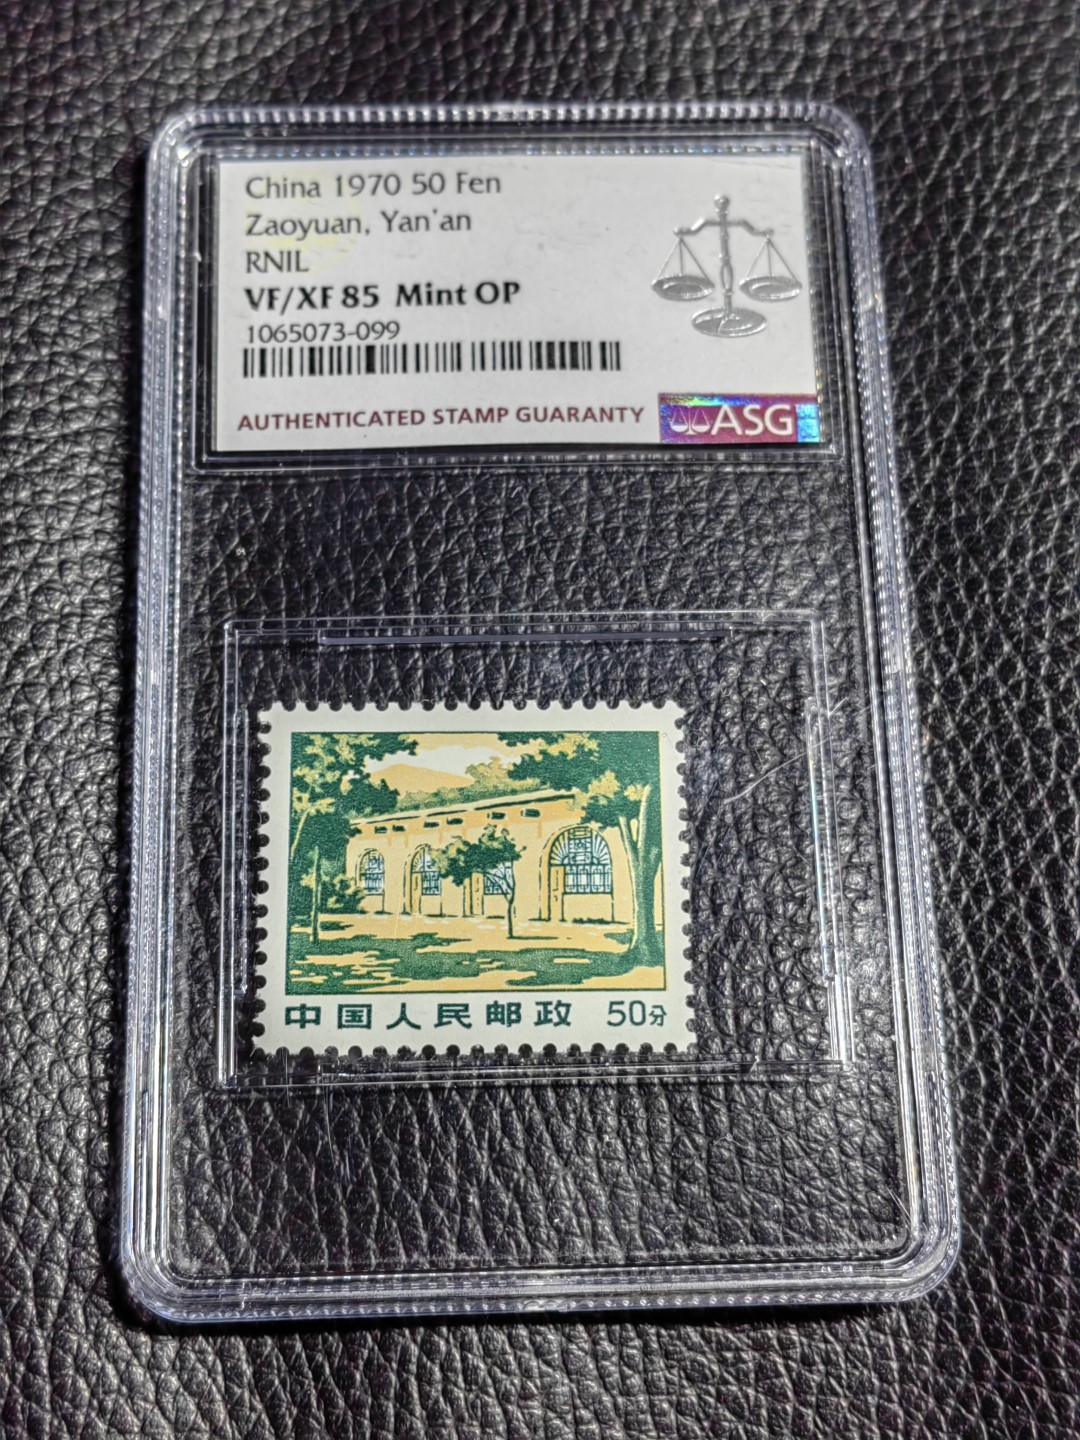 China 1970 50 Fen
Zaoyuan, Yan'an
RNIL
VF/XF 85 Mint OP
1065073-099
AUTHENTICATED STAMP GUARANTY
ASG
中国人民邮政 50分